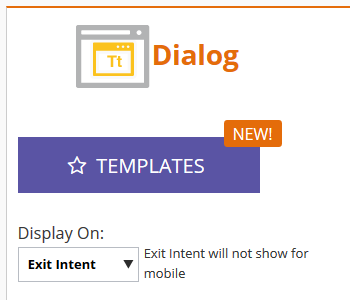 Tt
Dialog
NEW!
TEMPLATES
Display On:
Exit Intent
Exit Intent will not show for
mobile